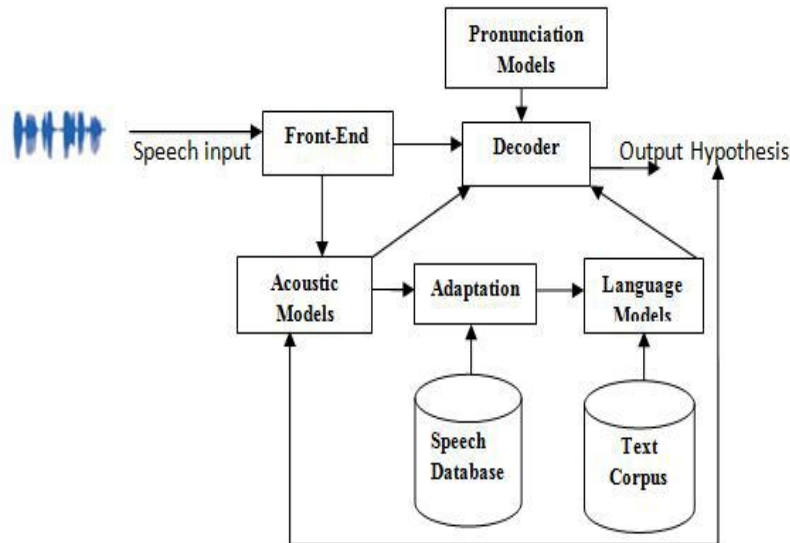 Pronunciation
Models
Speech input
Front-End
Decoder
Output Hypothesis
Acoustic
Models
Adaptation
Language
Models
Speech
Database
Text
Corpus